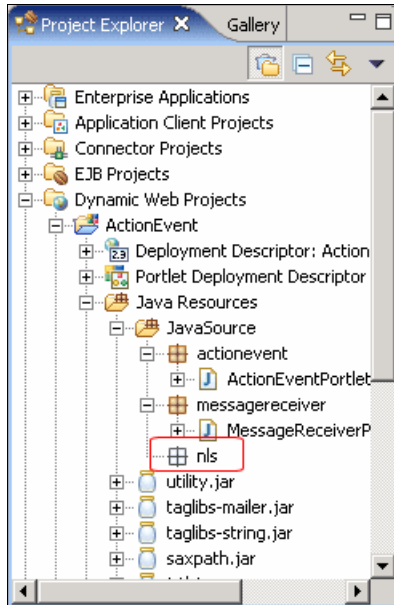 Project Explorer Gallery
Enterprise Applications
Application Client Projects
Connector Projects
EJB Projects
Dynamic Web Projects
ActionEvent
2.3 Deployment Descriptor: Action
Portlet Deployment Descriptor
Java Resources
JavaSource
actionevent
J ActionEventPortlet
messagereceiver
J MessageReceiverP
nls
utility.jar
taglibs-mailer.jar
taglibs-string.jar
saxpath.jar